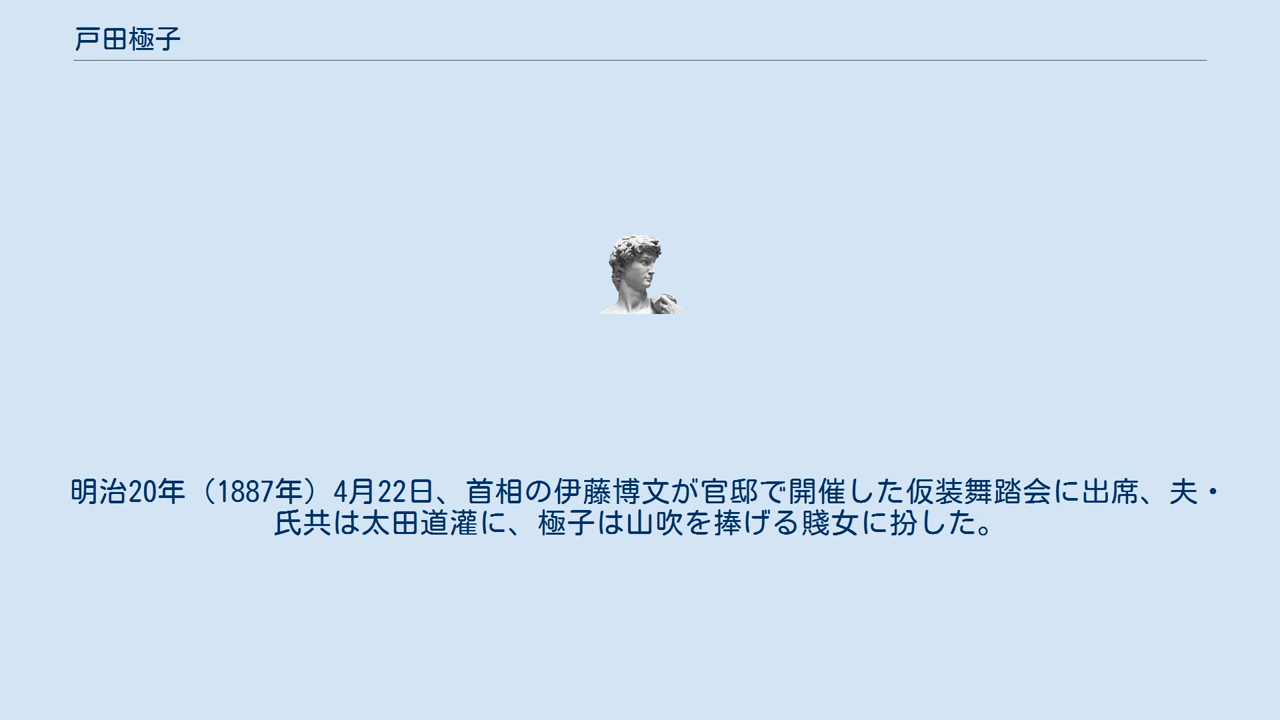 戸田極子
明治20年（1887年）4月22日、首相の伊藤博文が官邸で開催した仮装舞踏会に出席、夫・
氏共は太田道灌に、極子は山吹を捧げる賤女に扮した。